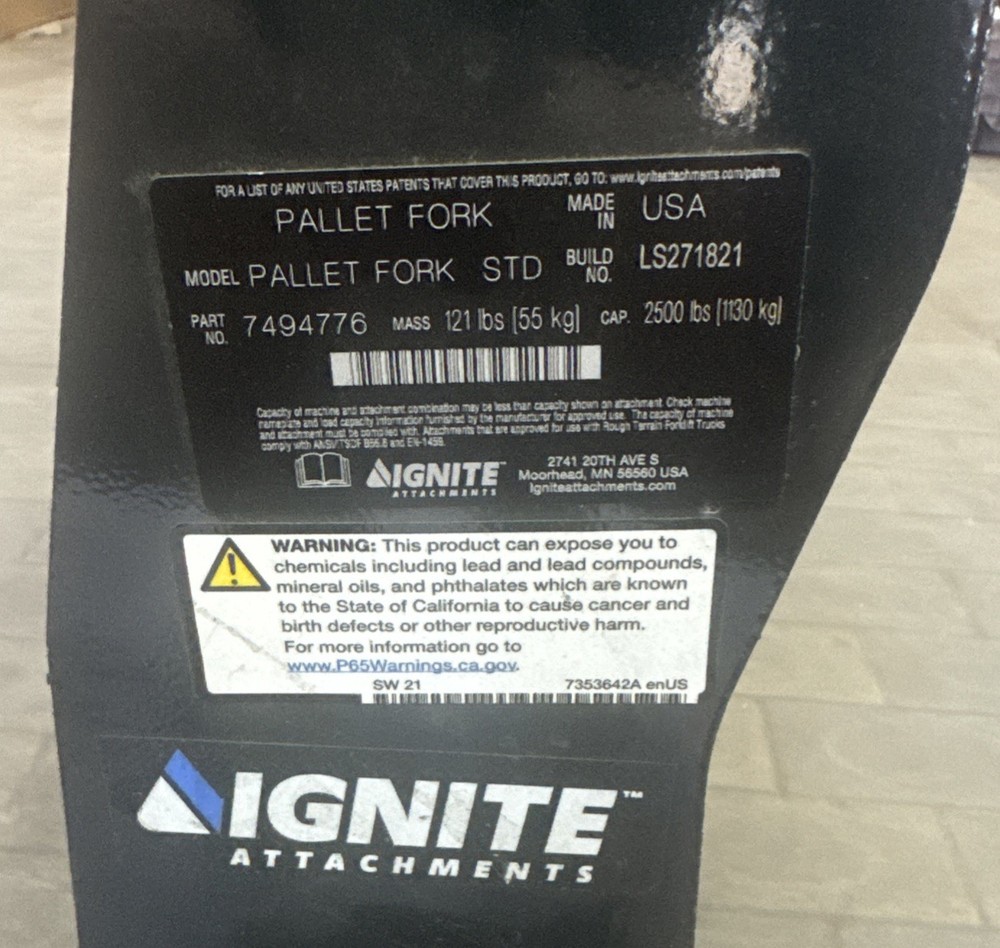 FOR A LIST OF ANY UNITED STATES PATENTS THAT COVER THIS PRODUCT, GO TO: www.igniteattachments.com/patents
PALLET FORK MADE IN USA
MODEL PALLET FORK STD BUILD NO. LS271821
PART NO. 7494776 MASS 121 lbs [55 kg] CAP. 2500 lbs [1130 kg]
Capacity of machine and attachment combination may be less than capacity shown on attachment. Check machine
nameplate and load capacity information furnished by the manufacturer for approved use. The capacity of machine
and attachment must be complied with. Attachments that are approved for use with Rough Terrain Forklift Trucks
comply with ANSI/ITSDF B56.6 and EN-1459.
IGNITE
ATTACHMENTS
2741 20TH AVE S
Moorhead, MN 56560 USA
Igniteattachments.com
WARNING: This product can expose you to
chemicals including lead and lead compounds,
mineral oils, and phthalates which are known
to the State of California to cause cancer and
birth defects or other reproductive harm.
For more information go to
www.P65Warnings.ca.gov.
SW 21 7353642A enUS
IGNITE™
ATTACHMENTS